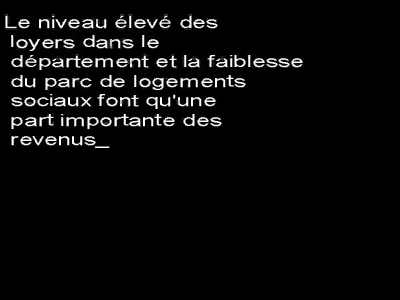 Le niveau élevé des
loyers dans le
département et la faiblesse
du parc de logements
sociaux font qu'une
part importante des
revenus_